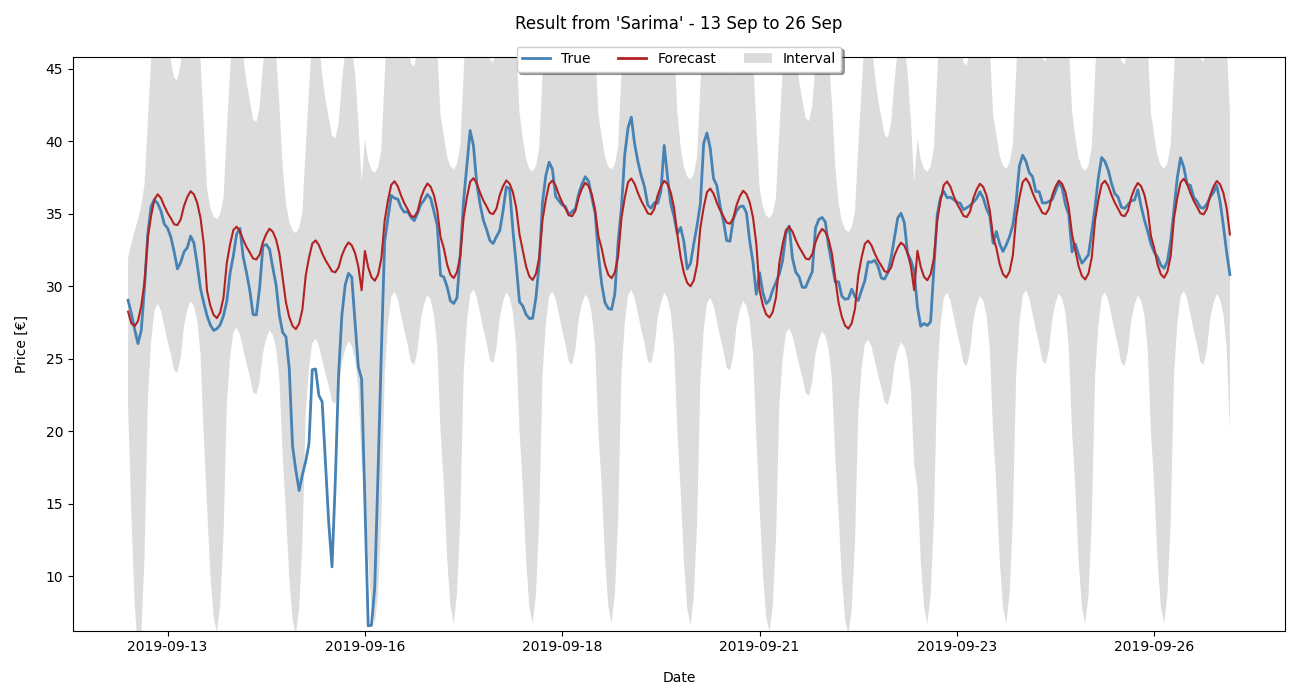 Result from 'Sarima' - 13 Sep to 26 Sep
True Forecast Interval
45
40
35
30
25
20
15
10
Price [€]
2019-09-13 2019-09-16 2019-09-18 2019-09-21 2019-09-23 2019-09-26
Date